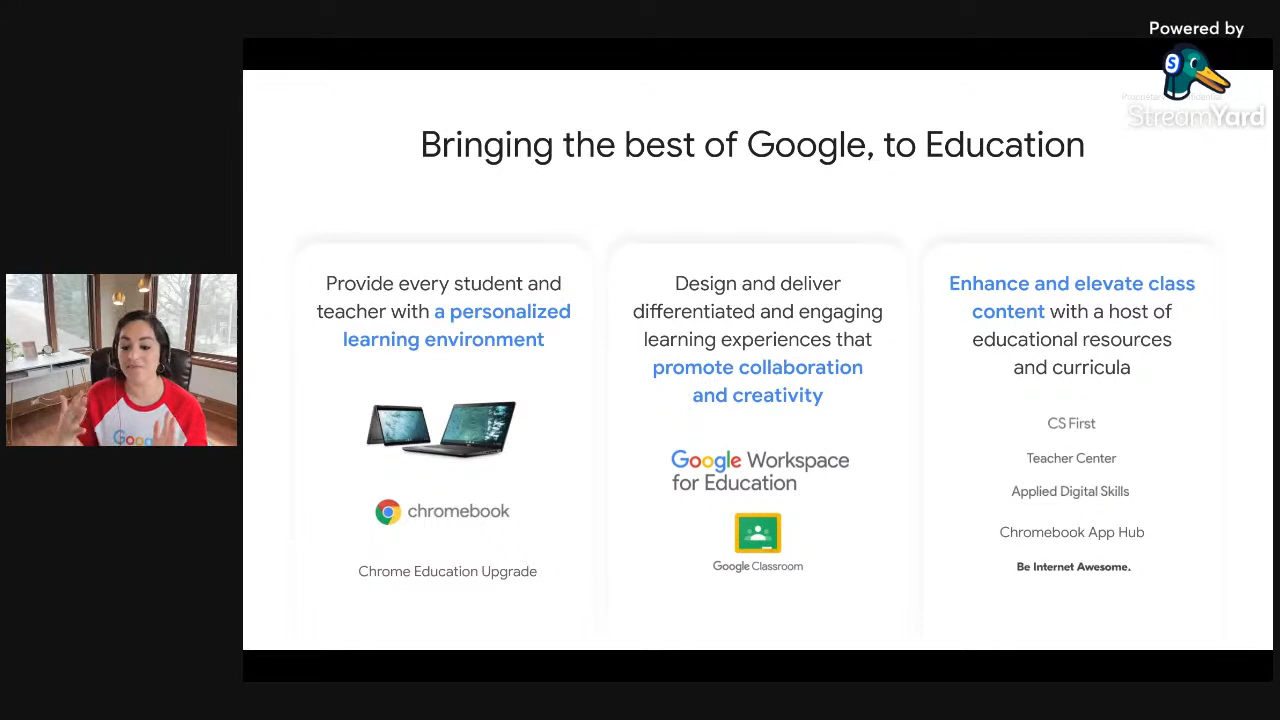 Powered by
S
StreamYard
Bringing the best of Google, to Education
Provide every student and
teacher with a personalized
learning environment
chromebook
Chrome Education Upgrade
Design and deliver
differentiated and engaging
learning experiences that
promote collaboration
and creativity
Google Workspace
for Education
Google Classroom
Enhance and elevate class
content with a host of
educational resources
and curricula
CS First
Teacher Center
Applied Digital Skills
Chromebook App Hub
Be Internet Awesome.